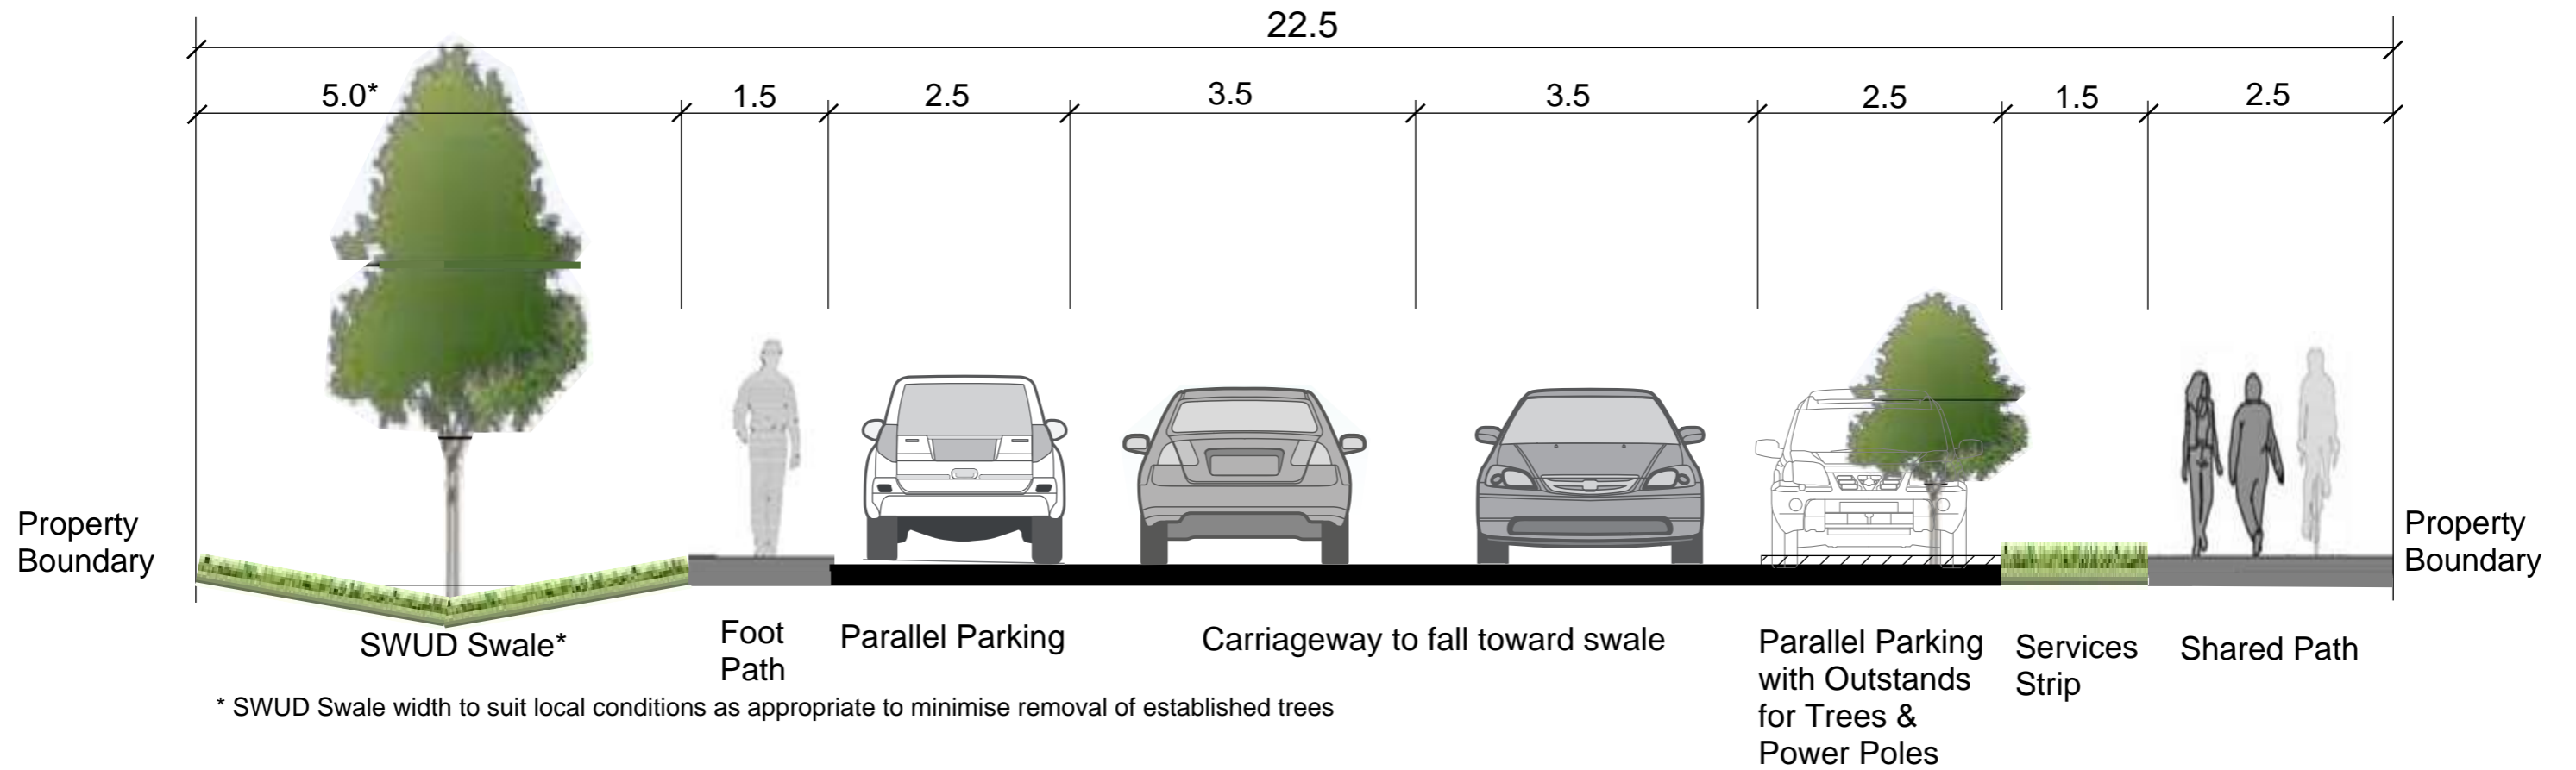 22.5
5.0*
1.5
2.5
3.5
3.5
2.5
1.5
2.5
Property
Boundary
Property
Boundary
SWUD Swale*
Foot
Path
Parallel Parking
Carriageway to fall toward swale
Parallel Parking
with Outstands
for Trees &
Power Poles
Services
Strip
Shared Path
* SWUD Swale width to suit local conditions as appropriate to minimise removal of established trees